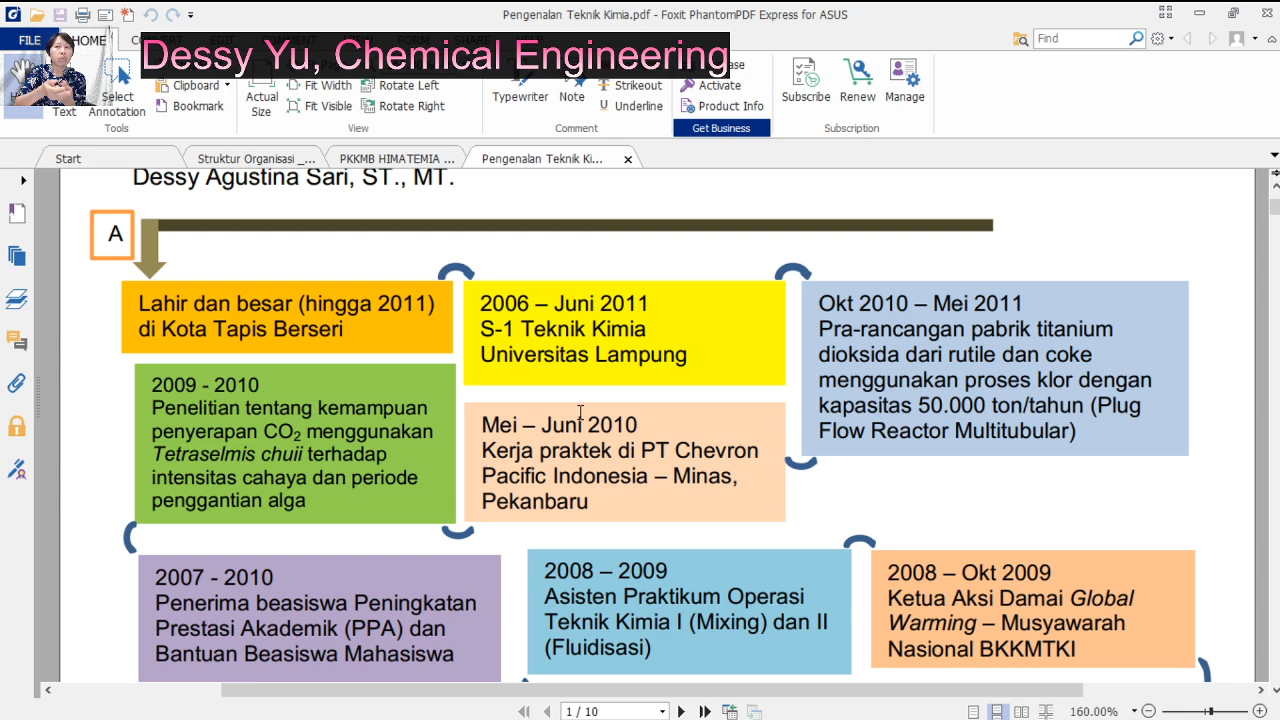 Pengenalan Teknik Kimia.pdf - Foxit PhantomPDF Express for ASUS
FILE
HOME
Dessy Yu, Chemical Engineering
Find
Text
Select
Annotation
Clipboard
Bookmark
Tools
Actual
Size
Fit Width
Fit Visible
Rotate Left
Rotate Right
View
Typewriter
Note
Strikeout
Underline
Comment
Activate
Product Info
Get Business
Subscribe
Renew
Manage
Subscription
Start
Struktur Organisasi _...
PKKMB HIMATEMIA ...
Pengenalan Teknik Ki...
Dessy Agustina Sari, ST., MT.
A
Lahir dan besar (hingga 2011)
di Kota Tapis Berseri
2006 – Juni 2011
S-1 Teknik Kimia
Universitas Lampung
Okt 2010 – Mei 2011
Pra-rancangan pabrik titanium
dioksida dari rutile dan coke
menggunakan proses klor dengan
kapasitas 50.000 ton/tahun (Plug
Flow Reactor Multitubular)
2009 - 2010
Penelitian tentang kemampuan
penyerapan CO₂ menggunakan
Tetraselmis chuii terhadap
intensitas cahaya dan periode
penggantian alga
Mei – Juni 2010
Kerja praktek di PT Chevron
Pacific Indonesia – Minas,
Pekanbaru
2007 - 2010
Penerima beasiswa Peningkatan
Prestasi Akademik (PPA) dan
Bantuan Beasiswa Mahasiswa
2008 – 2009
Asisten Praktikum Operasi
Teknik Kimia I (Mixing) dan II
(Fluidisasi)
2008 – Okt 2009
Ketua Aksi Damai Global
Warming – Musyawarah
Nasional BKKMTKI
1 / 10
160.00%